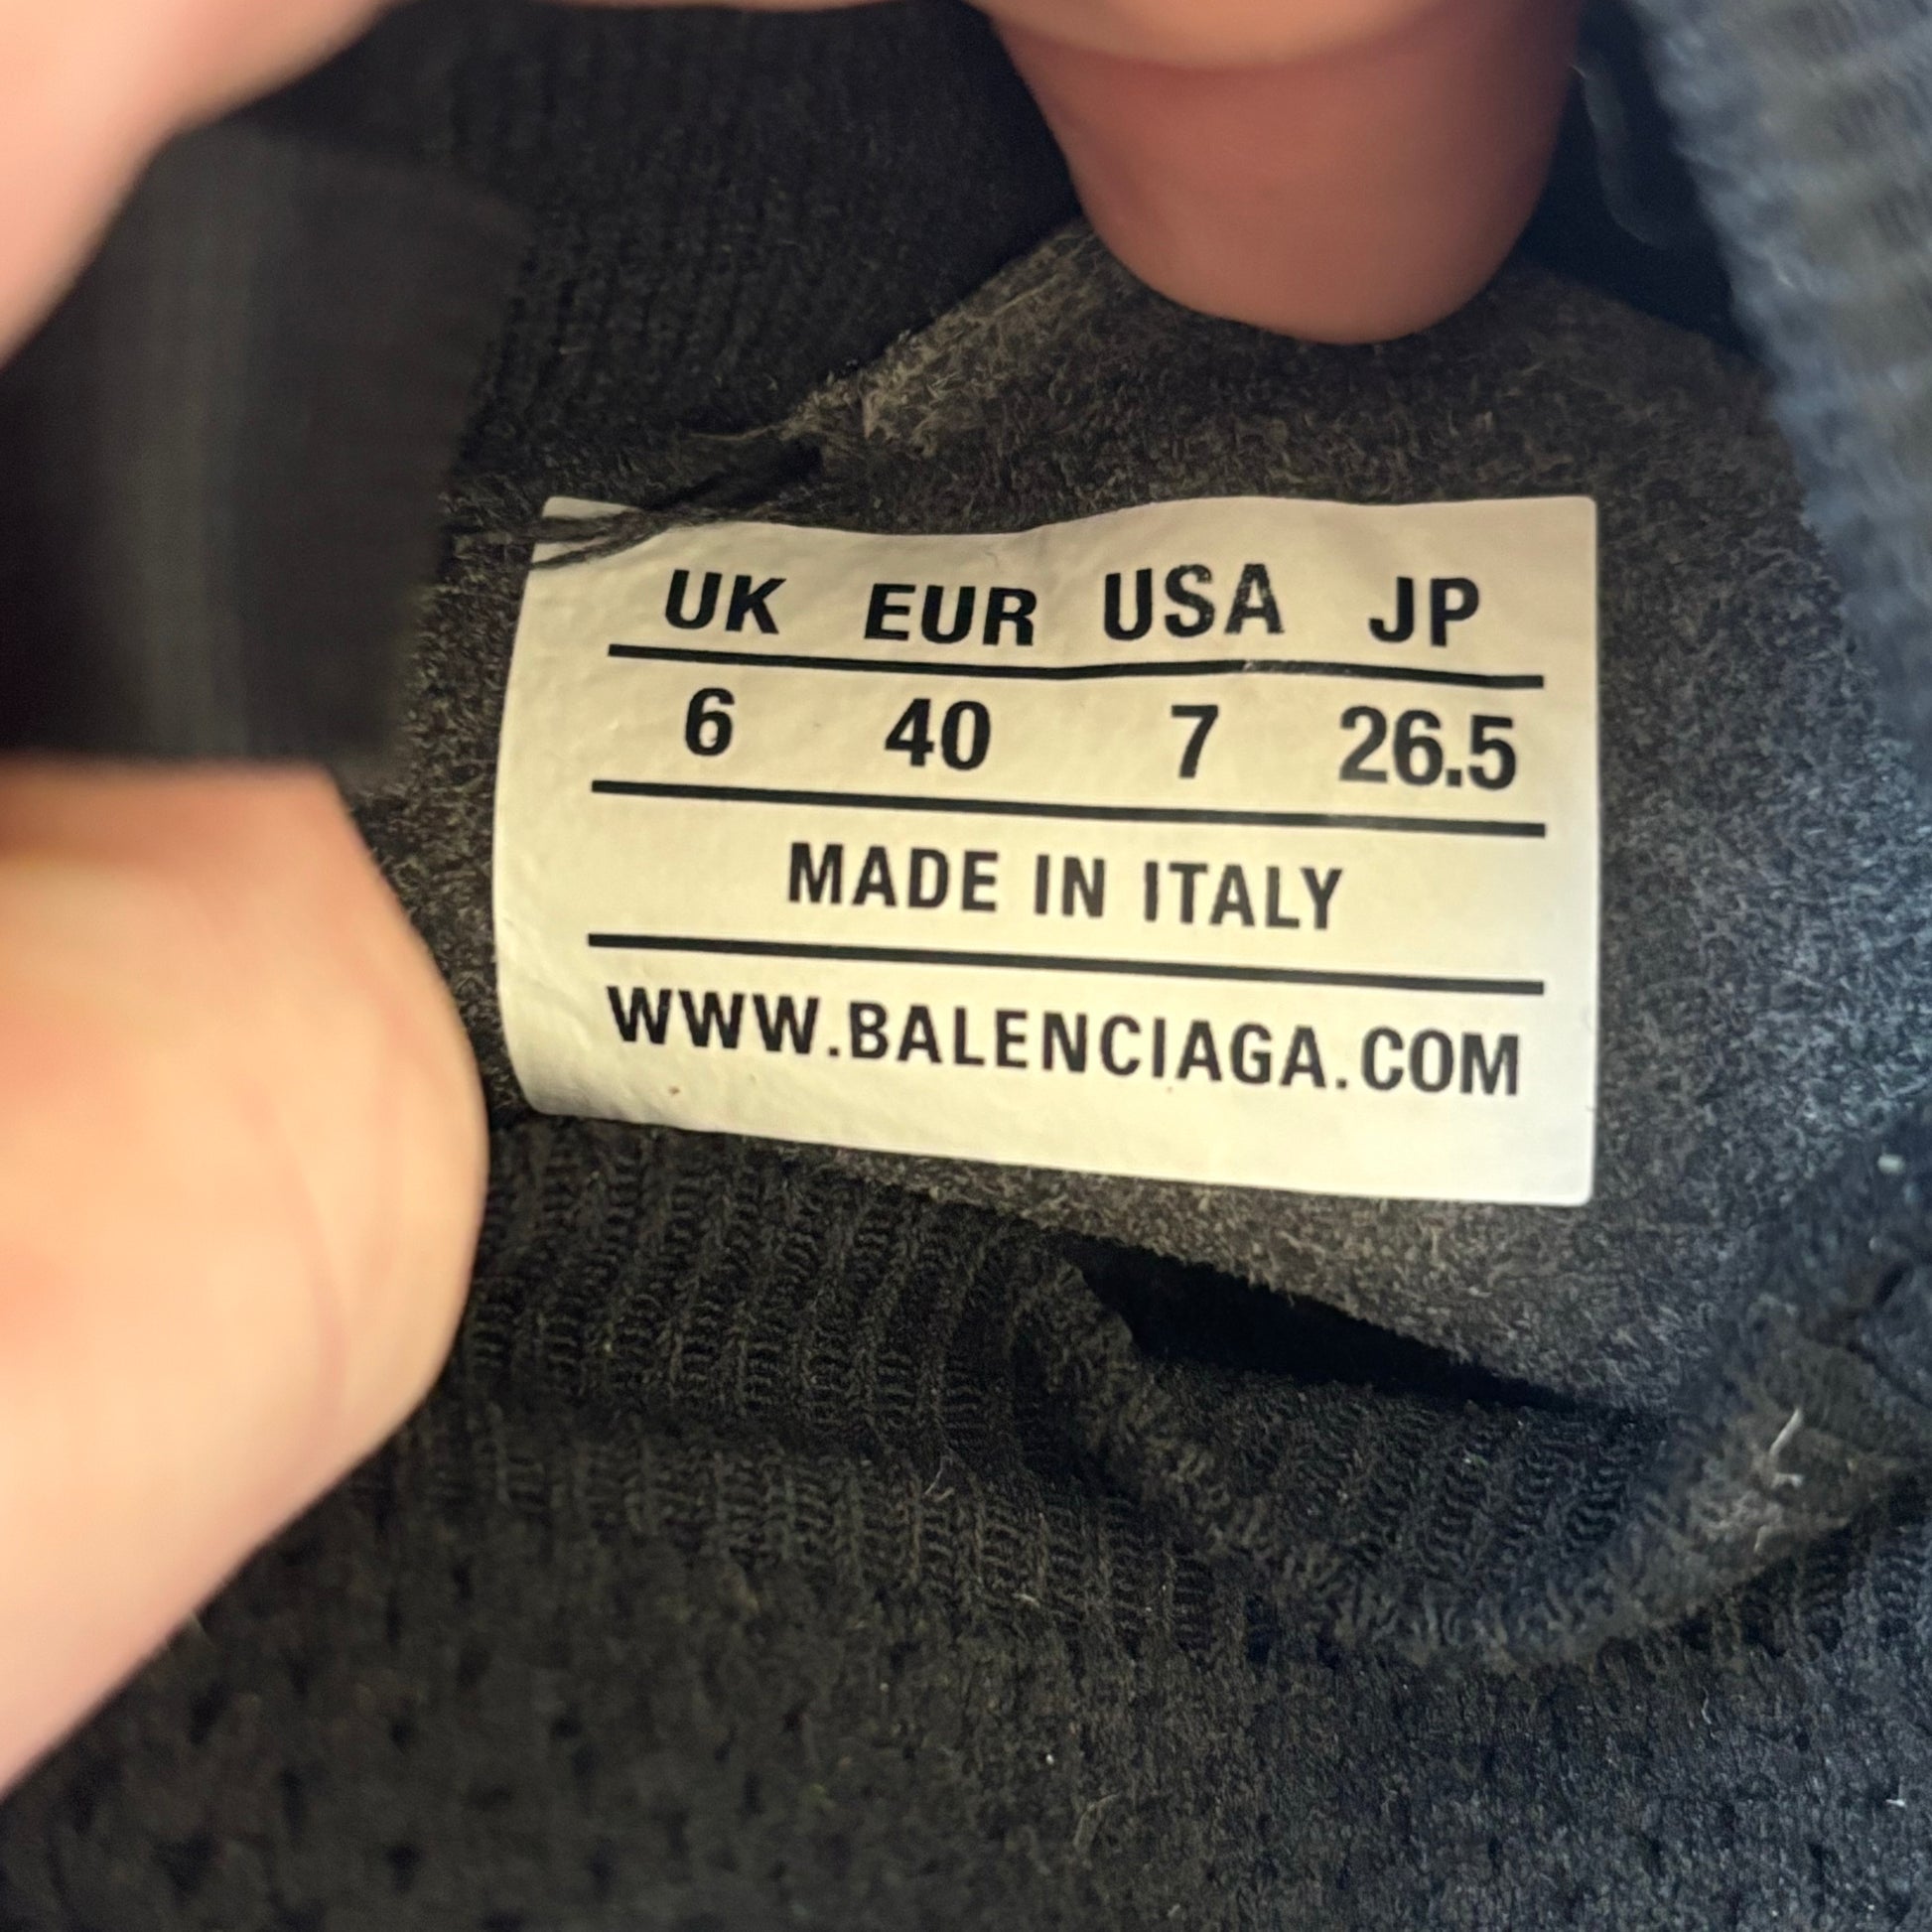 UK EUR USA JP
6 40 7 26.5
MADE IN ITALY
WWW.BALENCIAGA.COM